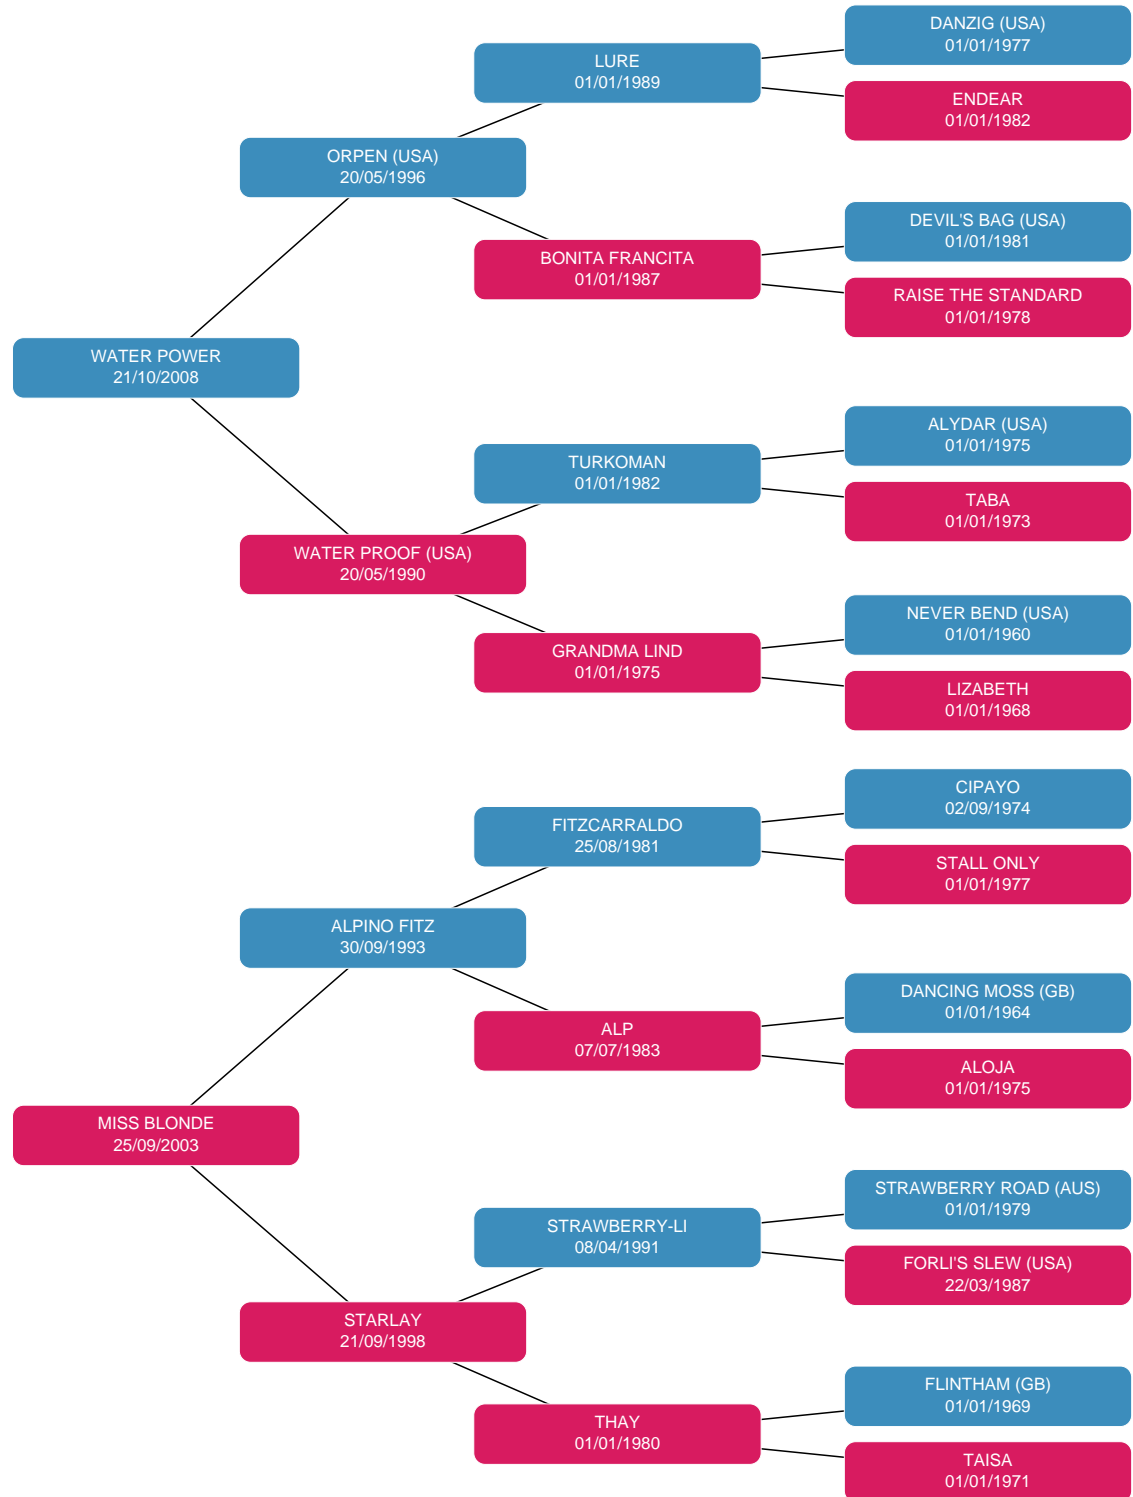 DANZIG (USA)
01/01/1977
LURE
01/01/1989
ENDEAR
01/01/1982
ORPEN (USA)
20/05/1996
DEVIL'S BAG (USA)
01/01/1981
BONITA FRANCITA
01/01/1987
RAISE THE STANDARD
01/01/1978
WATER POWER
21/10/2008
ALYDAR (USA)
01/01/1975
TURKOMAN
01/01/1982
TABA
01/01/1973
WATER PROOF (USA)
20/05/1990
NEVER BEND (USA)
01/01/1960
GRANDMA LIND
01/01/1975
LIZABETH
01/01/1968
CIPAYO
02/09/1974
FITZCARRALDO
25/08/1981
STALL ONLY
01/01/1977
ALPINO FITZ
30/09/1993
DANCING MOSS (GB)
01/01/1964
ALP
07/07/1983
ALOJA
01/01/1975
MISS BLONDE
25/09/2003
STRAWBERRY ROAD (AUS)
01/01/1979
STRAWBERRY-LI
08/04/1991
FORLI'S SLEW (USA)
22/03/1987
STARLAY
21/09/1998
FLINTHAM (GB)
01/01/1969
THAY
01/01/1980
TAISA
01/01/1971